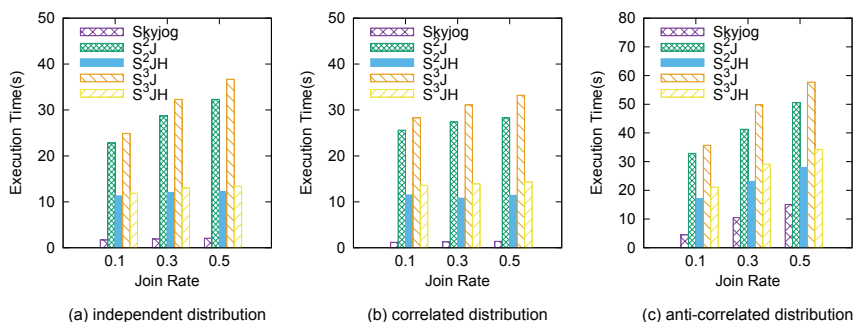 Execution Time(s)
50
40
30
20
10
0
Skyjog
S²J
S²JH
S³J
S³JH
0.1 0.3 0.5
Join Rate
(a) independent distribution
Execution Time(s)
50
40
30
20
10
0
Skyjog
S²J
S²JH
S³J
S³JH
0.1 0.3 0.5
Join Rate
(b) correlated distribution
Execution Time(s)
80
70
60
50
40
30
20
10
0
Skyjog
S²J
S²JH
S³J
S³JH
0.1 0.3 0.5
Join Rate
(c) anti-correlated distribution